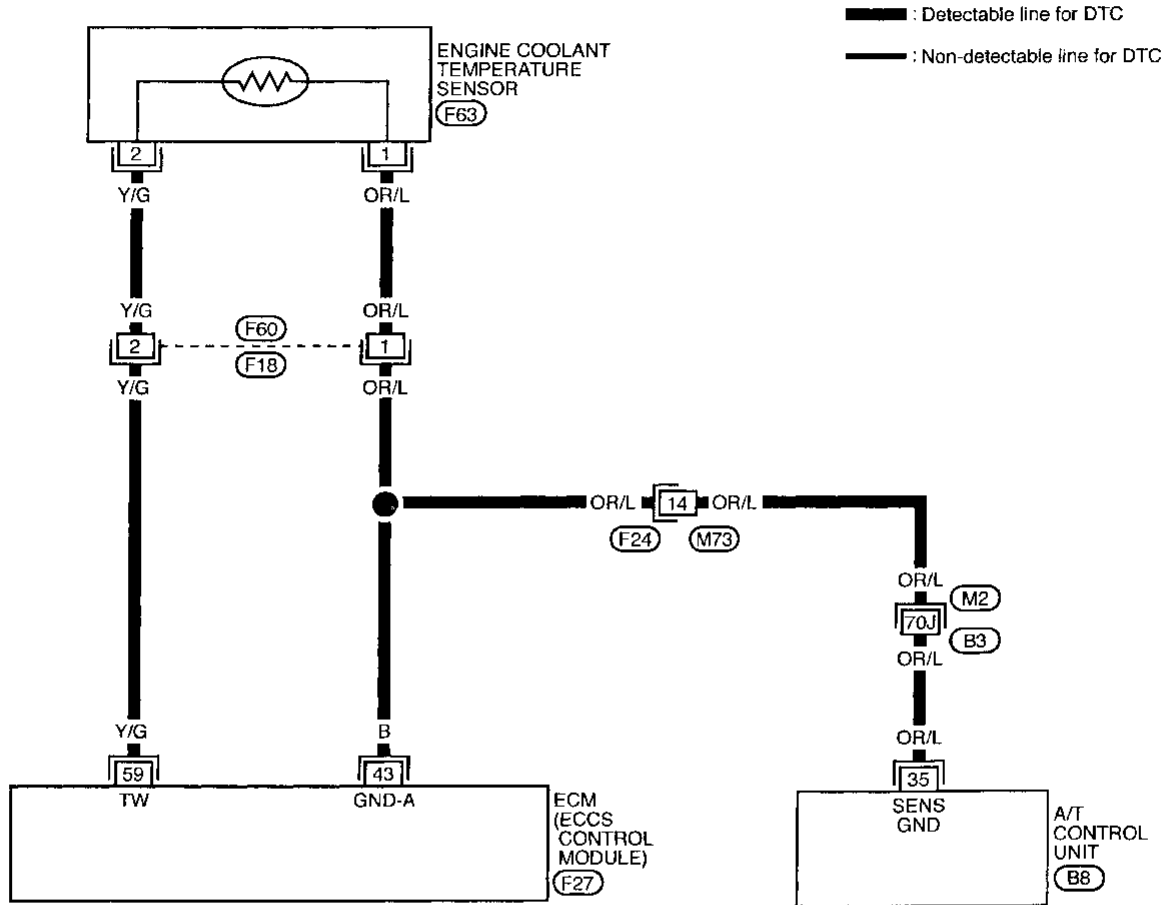 : Detectable line for DTC
: Non-detectable line for DTC
ENGINE COOLANT
TEMPERATURE
SENSOR
F63
2
1
Y/G
OR/L
Y/G
OR/L
F60
2
1
F18
Y/G
OR/L
OR/L
14
OR/L
F24
M73
OR/L
M2
70J
B3
OR/L
Y/G
B
OR/L
59
43
35
TW
GND-A
ECM
(ECCS
CONTROL
MODULE)
F27
SENS
GND
A/T
CONTROL
UNIT
B8